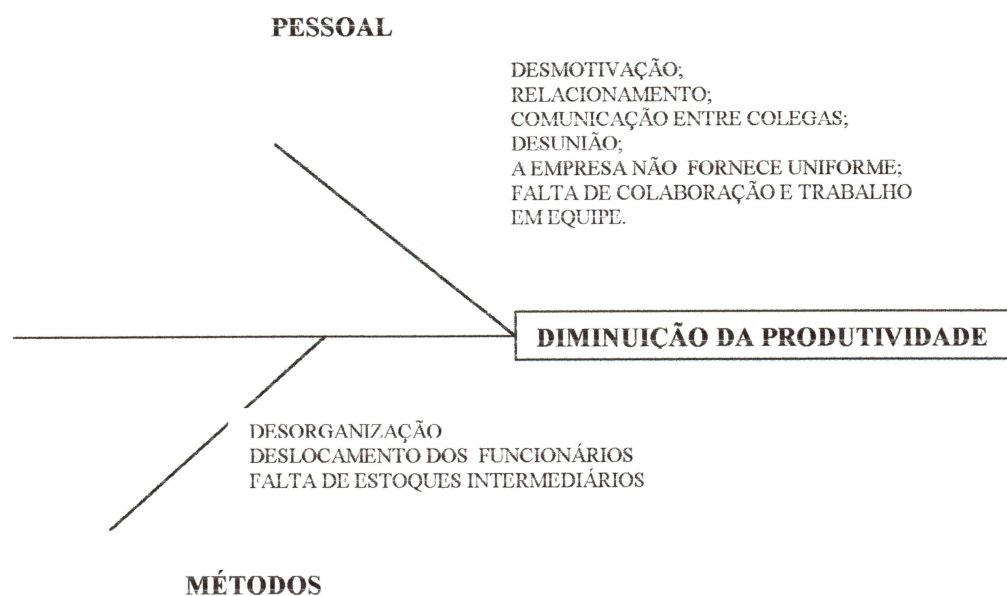 PESSOAL
DESMOTIVAÇÃO;
RELACIONAMENTO;
COMUNICAÇÃO ENTRE COLEGAS;
DESUNIÃO;
A EMPRESA NÃO FORNECE UNIFORME;
FALTA DE COLABORAÇÃO E TRABALHO
EM EQUIPE.
DIMINUIÇÃO DA PRODUTIVIDADE
DESORGANIZAÇÃO
DESLOCAMENTO DOS FUNCIONÁRIOS
FALTA DE ESTOQUES INTERMEDIÁRIOS
MÉTODOS